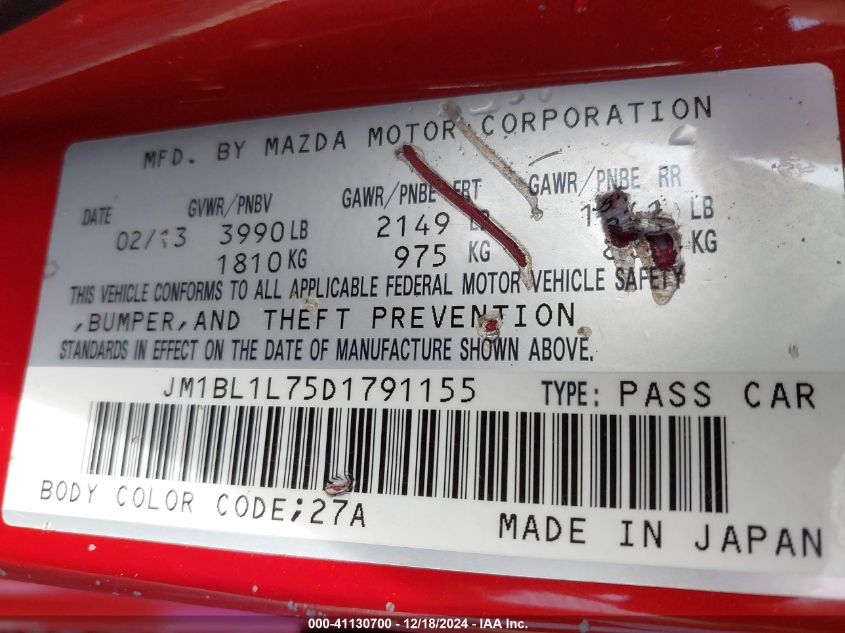 MFD. BY MAZDA MOTOR CORPORATION
DATE GVWR/PNBV GAWR/PNBE FRT GAWR/PNBE RR
02/13 3990 LB 2149 LB LB
1810 KG 975 KG KG
THIS VEHICLE CONFORMS TO ALL APPLICABLE FEDERAL MOTOR VEHICLE SAFETY
,BUMPER,AND THEFT PREVENTION
STANDARDS IN EFFECT ON THE DATE OF MANUFACTURE SHOWN ABOVE.
JM1BL1L75D1791155 TYPE: PASS CAR
BODY COLOR CODE;27A
MADE IN JAPAN
000-41130700 - 12/18/2024 - IAA Inc.